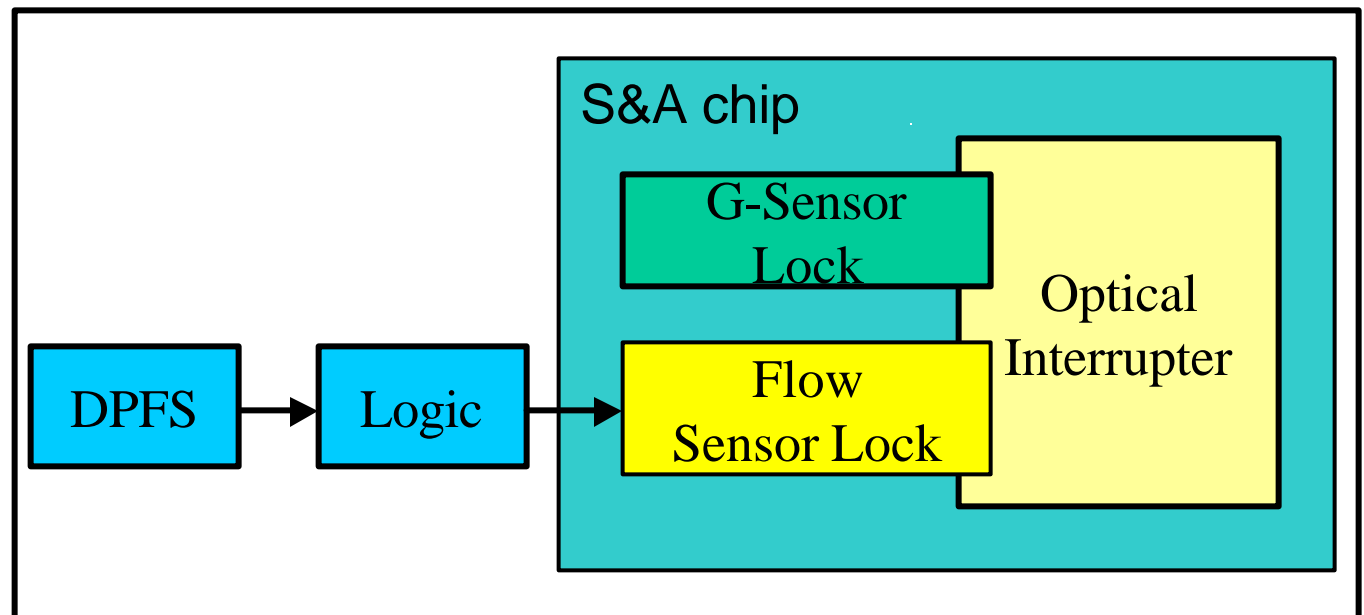 S&A chip
G-Sensor
Lock
Optical
Interrupter
DPFS
Logic
Flow
Sensor Lock